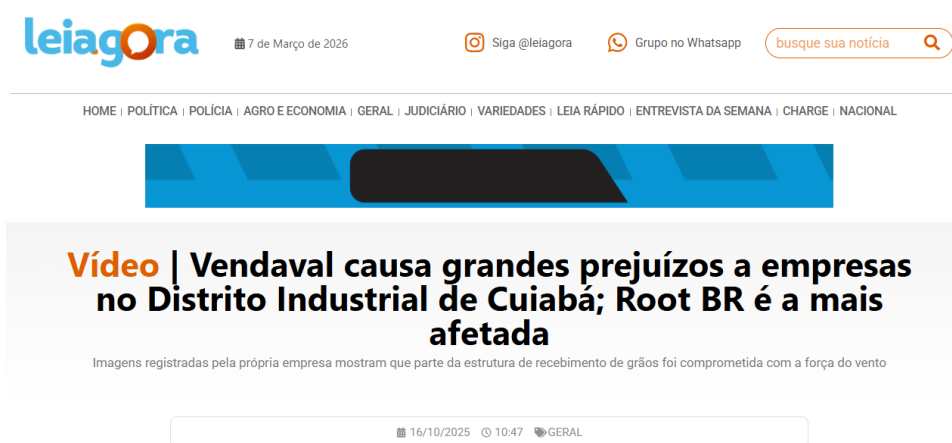 leiagora
7 de Março de 2026
Siga @leiagora
Grupo no Whatsapp
busque sua notícia
HOME | POLÍTICA | POLÍCIA | AGRO E ECONOMIA | GERAL | JUDICIÁRIO | VARIEDADES | LEIA RÁPIDO | ENTREVISTA DA SEMANA | CHARGE | NACIONAL
Vídeo | Vendaval causa grandes prejuízos a empresas
no Distrito Industrial de Cuiabá; Root BR é a mais
afetada
Imagens registradas pela própria empresa mostram que parte da estrutura de recebimento de grãos foi comprometida com a força do vento
16/10/2025 10:47 GERAL